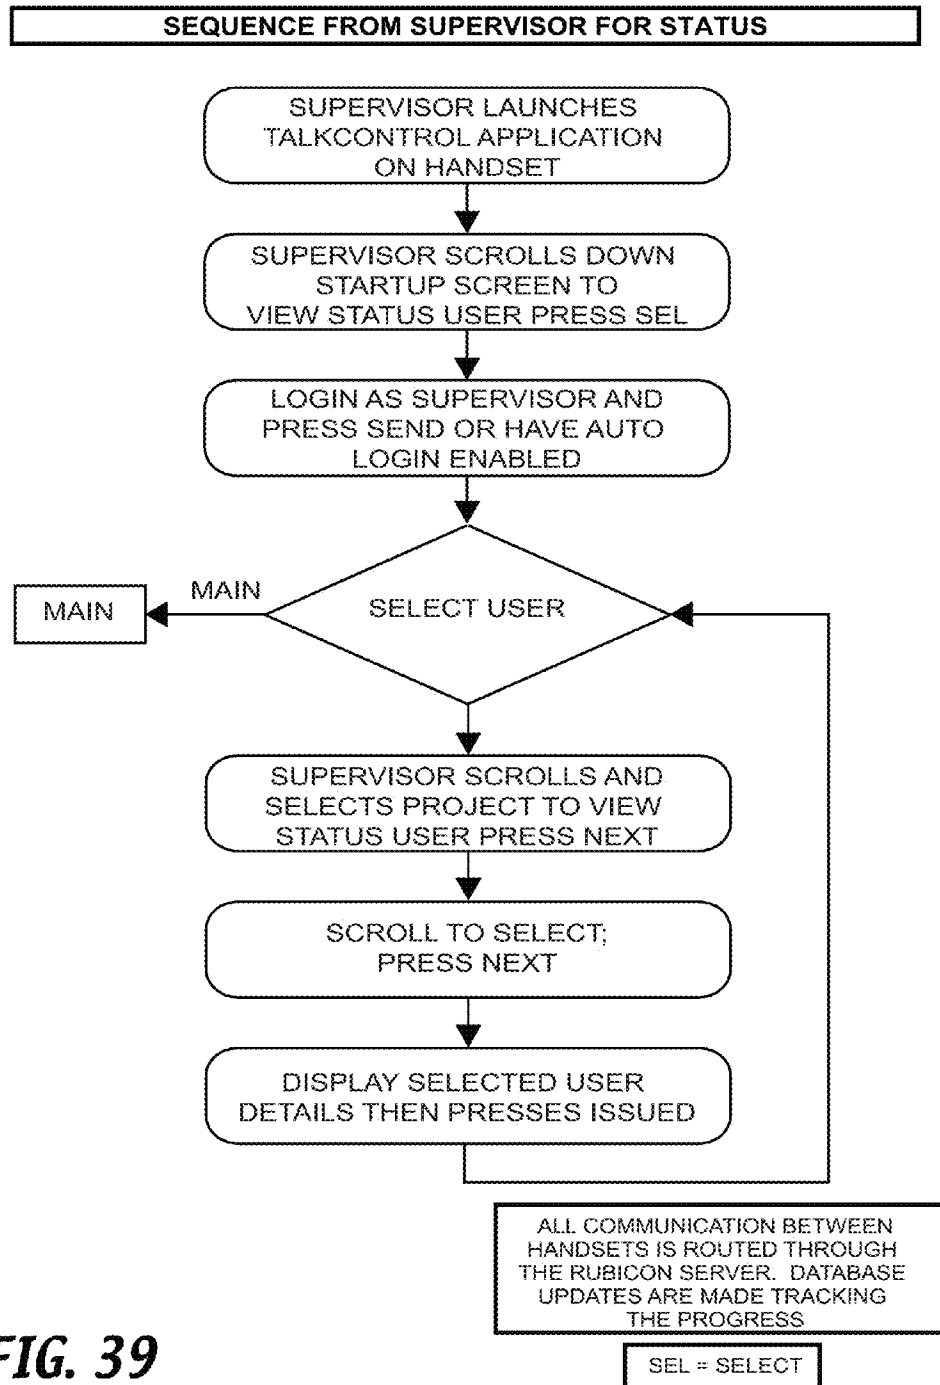 SEQUENCE FROM SUPERVISOR FOR STATUS
SUPERVISOR LAUNCHES
TALKCONTROL APPLICATION
ON HANDSET
SUPERVISOR SCROLLS DOWN
STARTUP SCREEN TO
VIEW STATUS USER PRESS SEL
LOGIN AS SUPERVISOR AND
PRESS SEND OR HAVE AUTO
LOGIN ENABLED
MAIN
MAIN
SELECT USER
SUPERVISOR SCROLLS AND
SELECTS PROJECT TO VIEW
STATUS USER PRESS NEXT
SCROLL TO SELECT;
PRESS NEXT
DISPLAY SELECTED USER
DETAILS THEN PRESSES ISSUED
ALL COMMUNICATION BETWEEN
HANDSETS IS ROUTED THROUGH
THE RUBICON SERVER. DATABASE
UPDATES ARE MADE TRACKING
THE PROGRESS
SEL = SELECT
FIG. 39